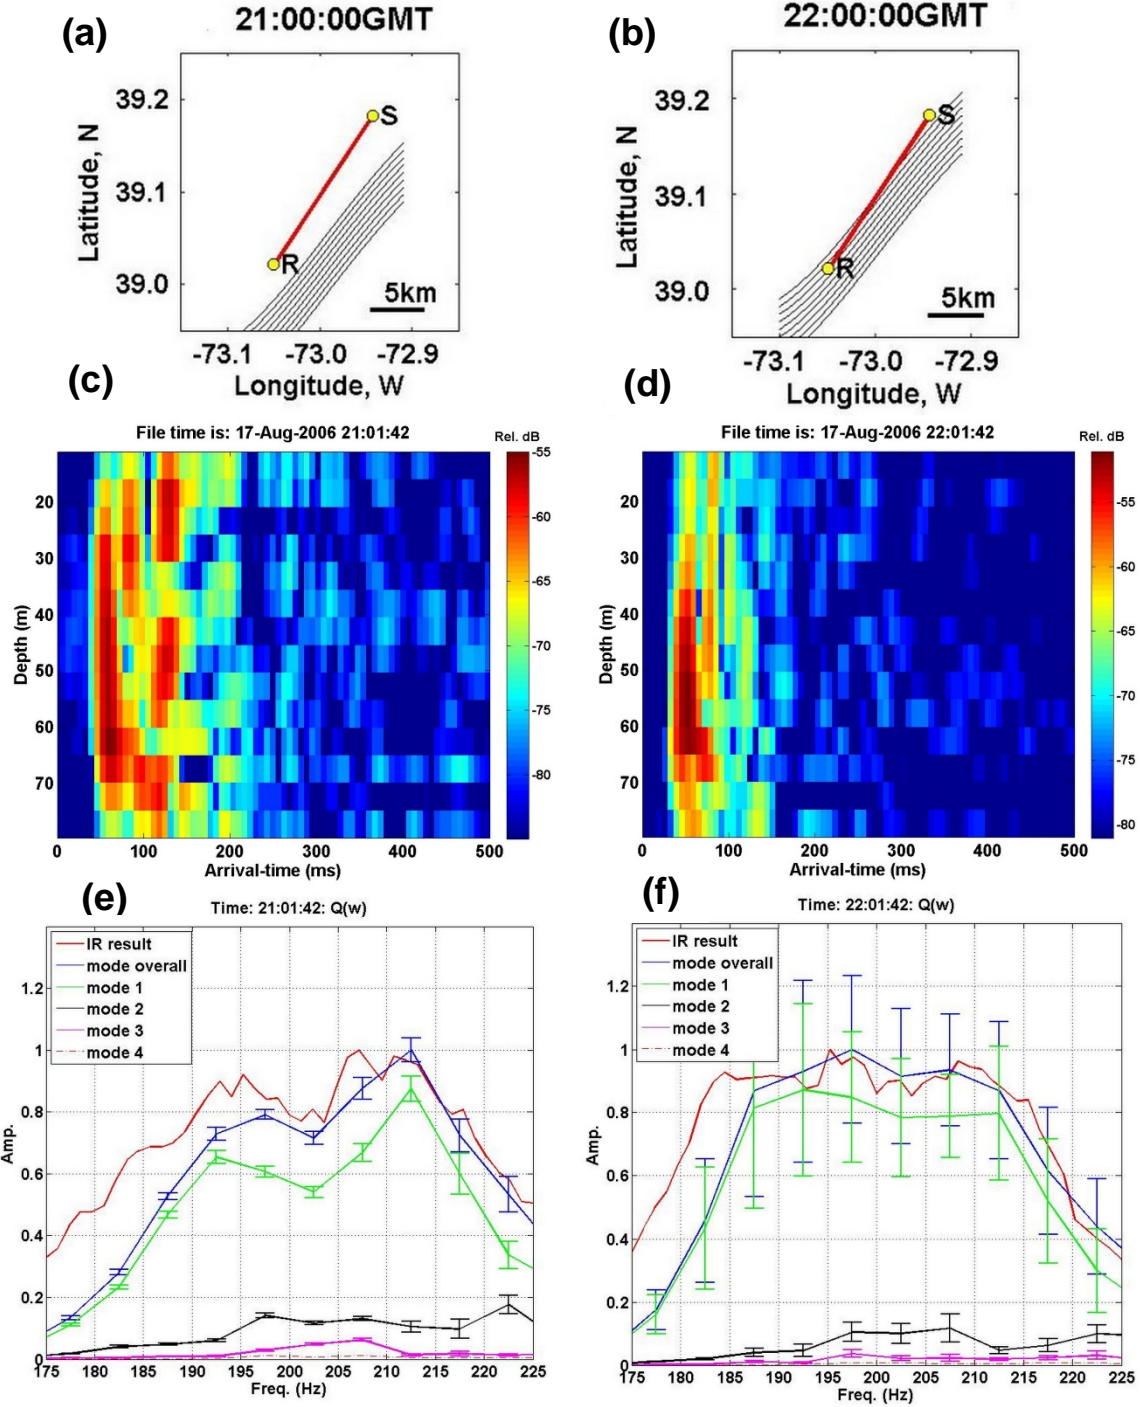 (a) 21:00:00GMT
Latitude, N
39.2
39.1
39.0
S
R
5km
-73.1 -73.0 -72.9
Longitude, W
(b) 22:00:00GMT
Latitude, N
39.2
39.1
39.0
S
R
5km
-73.1 -73.0 -72.9
Longitude, W
(c)
File time is: 17-Aug-2006 21:01:42
Rel. dB
Depth (m)
20
30
40
50
60
70
0 100 200 300 400 500
Arrival-time (ms)
-55
-60
-65
-70
-75
-80
(d)
File time is: 17-Aug-2006 22:01:42
Rel. dB
Depth (m)
20
30
40
50
60
70
0 100 200 300 400 500
Arrival-time (ms)
-55
-60
-65
-70
-75
-80
(e)
Time: 21:01:42: Q(w)
IR result
mode overall
mode 1
mode 2
mode 3
mode 4
Amp.
1.2
1
0.8
0.6
0.4
0.2
0
175 180 185 190 195 200 205 210 215 220 225
Freq. (Hz)
(f)
Time: 22:01:42: Q(w)
IR result
mode overall
mode 1
mode 2
mode 3
mode 4
Amp.
1.2
1
0.8
0.6
0.4
0.2
0
175 180 185 190 195 200 205 210 215 220 225
Freq. (Hz)